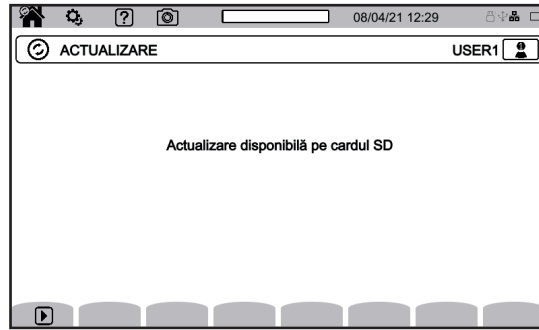 08/04/21 12:29
ACTUALIZARE USER1
Actualizare disponibilă pe cardul SD